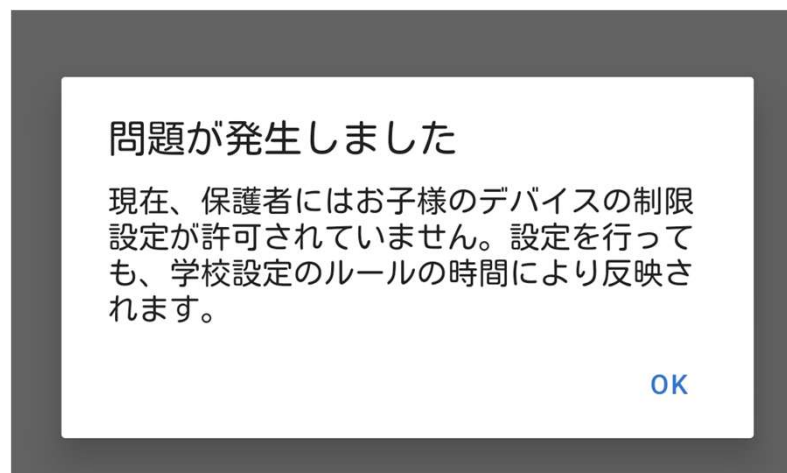 問題が発生しました
現在、保護者にはお子様のデバイスの制限
設定が許可されていません。設定を行って
も、学校設定のルールの時間により反映さ
れます。
OK